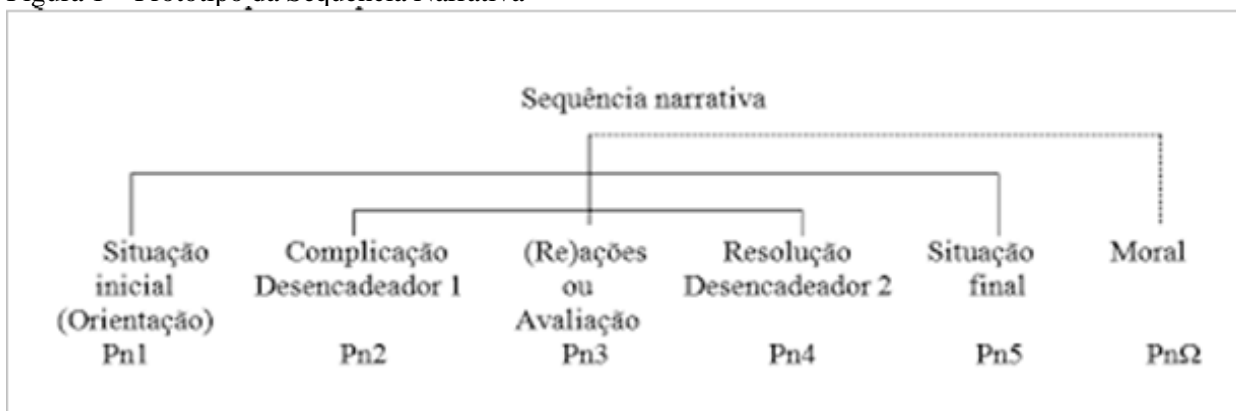 Sequência narrativa
Situação inicial (Orientação) Pn1
Complicação Desencadeador 1 Pn2
(Re)ações ou Avaliação Pn3
Resolução Desencadeador 2 Pn4
Situação final Pn5
Moral PnΩ